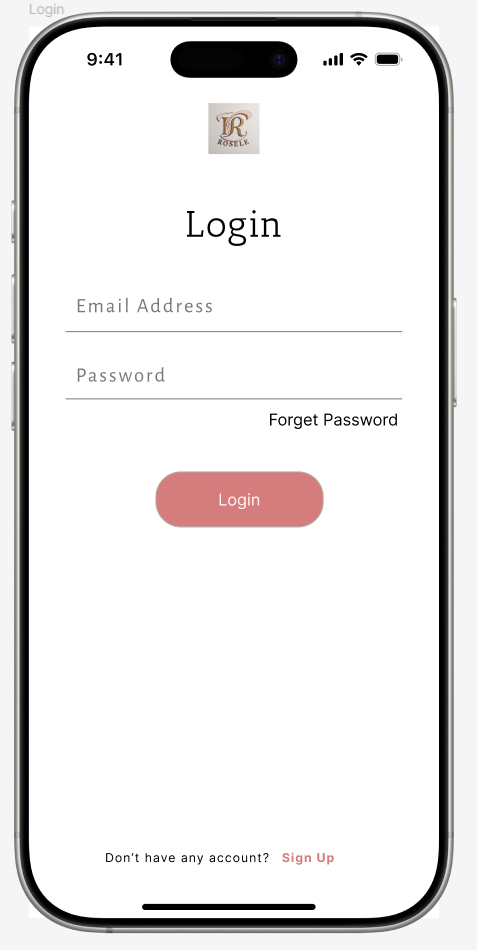 Login
9:41
ROSELE
Login
Email Address
Password
Forget Password
Login
Don't have any account? Sign Up